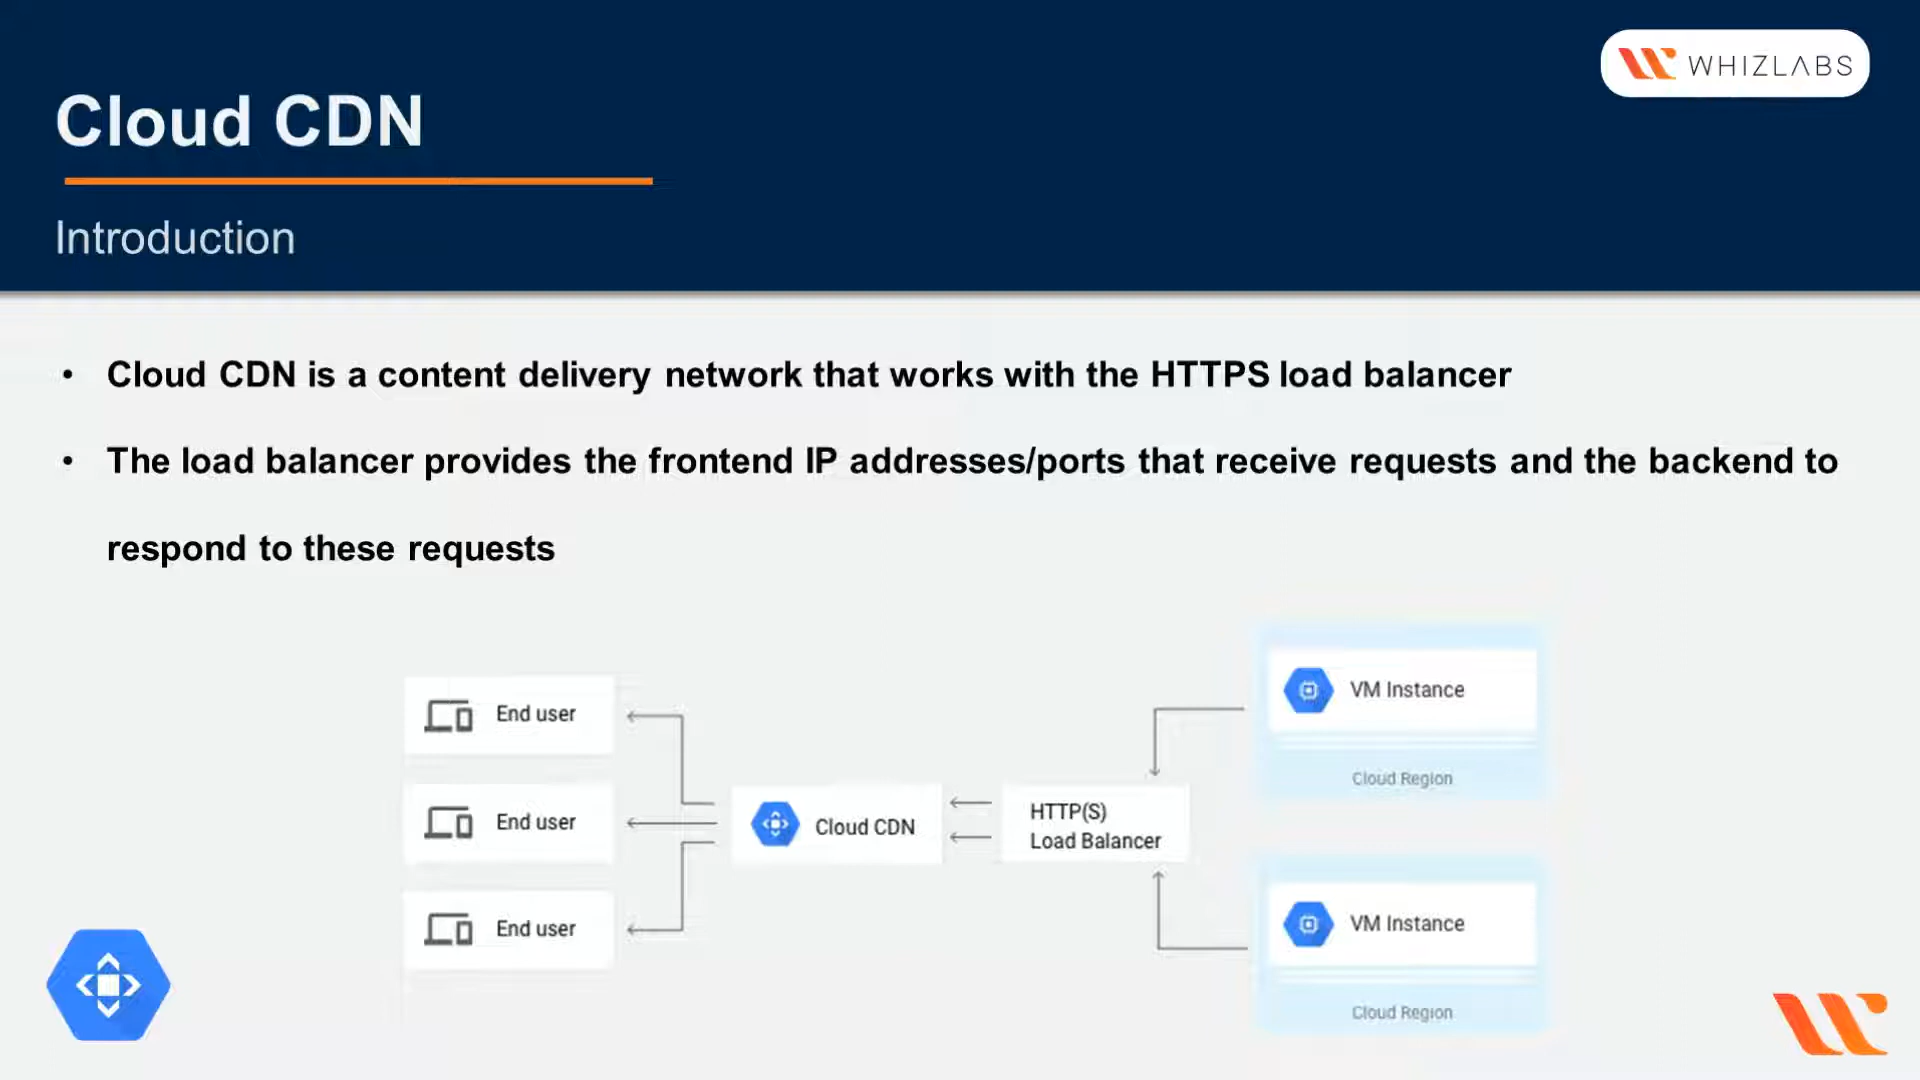 WHIZLABS
Cloud CDN
Introduction
• Cloud CDN is a content delivery network that works with the HTTPS load balancer
• The load balancer provides the frontend IP addresses/ports that receive requests and the backend to
respond to these requests
End user
End user
End user
Cloud CDN
HTTP(S)
Load Balancer
VM Instance
Cloud Region
VM Instance
Cloud Region